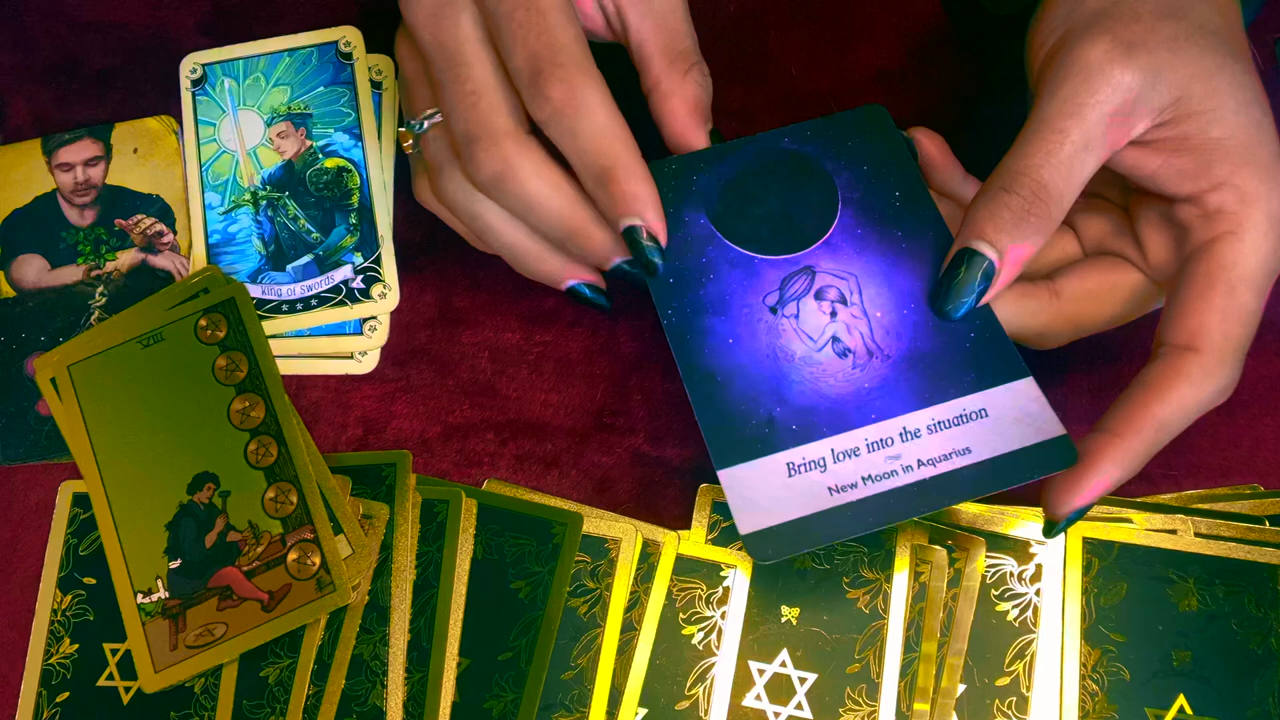 King of Swords
VIII
Bring love into the situation
New Moon in Aquarius